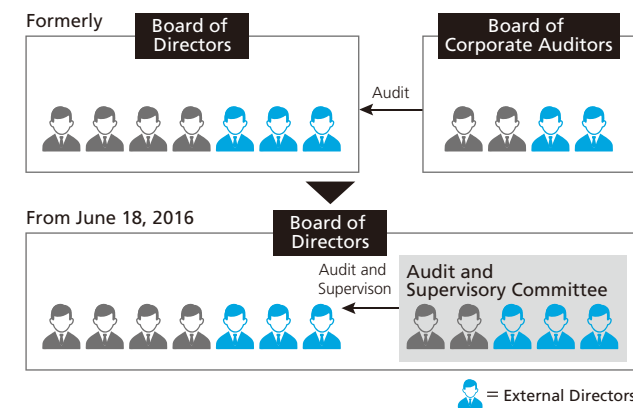 Formerly
Board of
Directors
Board of
Corporate Auditors
Audit
From June 18, 2016
Board of
Directors
Audit and
Supervison
Audit and
Supervisory Committee
= External Directors